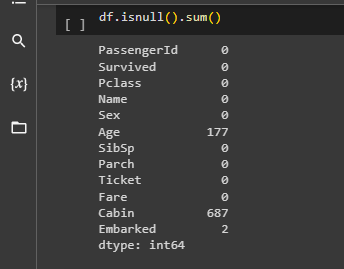 [ ] df.isnull().sum()
PassengerId 0
Survived 0
Pclass 0
Name 0
Sex 0
Age 177
SibSp 0
Parch 0
Ticket 0
Fare 0
Cabin 687
Embarked 2
dtype: int64
{x}